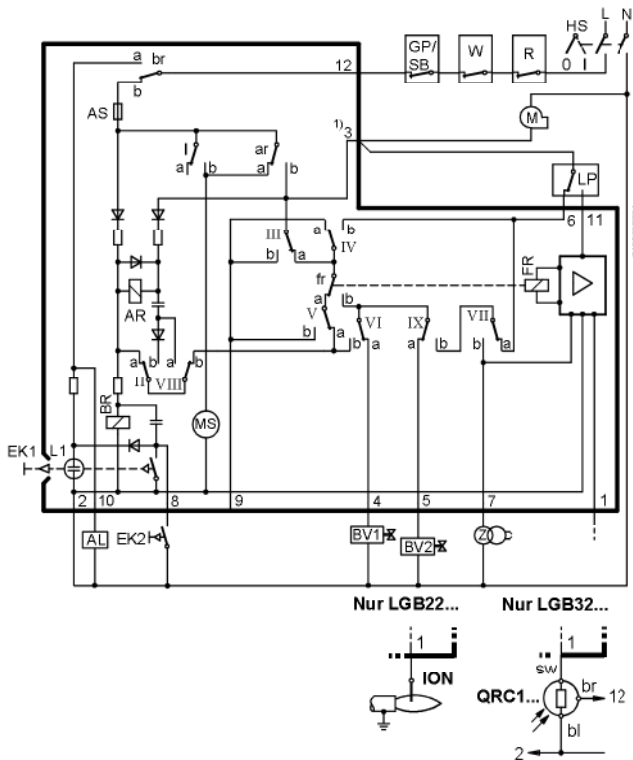 HS L N
GP/
SB
W
R
0 I
a
br
b
12
AS
M
1) 3
I
a b
ar
a b
LP
6 11
III
b a
a b
IV
fr
a b
FR
AR
V
b a
VI
b a
IX
a b
VII
b a
a b
II
a b
VIII
BR
MS
EK1 L1
2 10 8 9 4 5 7 1
AL
EK2
BV1
BV2
Z
Nur LGB22...
Nur LGB32...
1
ION
1
sw
QRC1...
br
12
bl
2